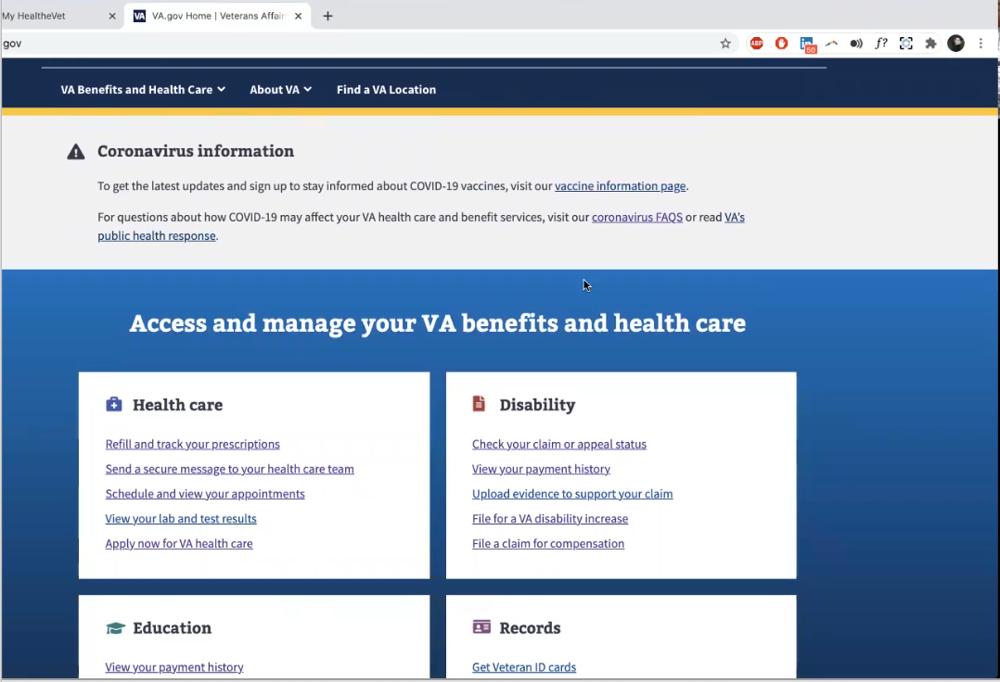 My HealtheVet
VA VA.gov Home | Veterans Affair
gov
ABP 50 f?
VA Benefits and Health Care About VA Find a VA Location
Coronavirus information
To get the latest updates and sign up to stay informed about COVID-19 vaccines, visit our vaccine information page.
For questions about how COVID-19 may affect your VA health care and benefit services, visit our coronavirus FAQS or read VA's
public health response.
Access and manage your VA benefits and health care
Health care
Refill and track your prescriptions
Send a secure message to your health care team
Schedule and view your appointments
View your lab and test results
Apply now for VA health care
Disability
Check your claim or appeal status
View your payment history
Upload evidence to support your claim
File for a VA disability increase
File a claim for compensation
Education
View your payment history
Records
Get Veteran ID cards